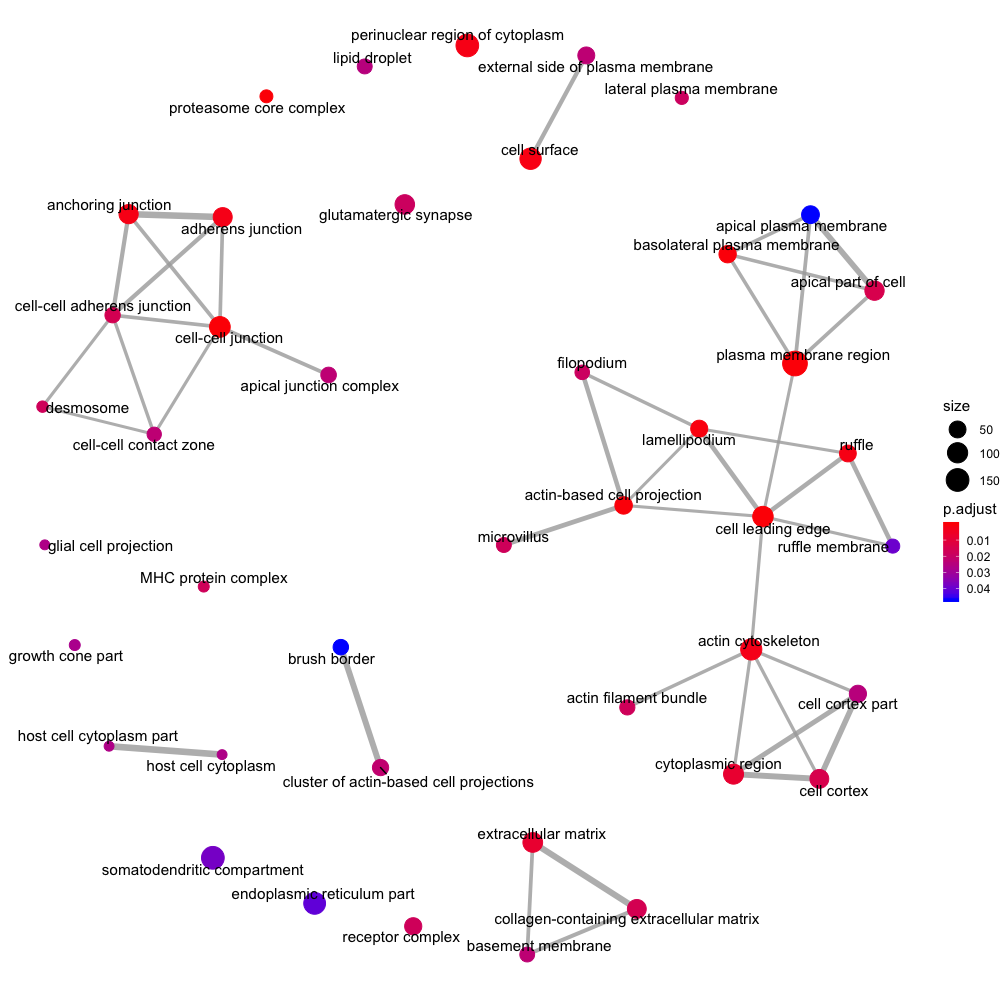 perinuclear region of cytoplasm
lipid droplet
external side of plasma membrane
lateral plasma membrane
proteasome core complex
cell surface
anchoring junction
glutamatergic synapse
adherens junction
apical plasma membrane
basolateral plasma membrane
apical part of cell
cell-cell adherens junction
cell-cell junction
plasma membrane region
filopodium
apical junction complex
desmosome
cell-cell contact zone
lamellipodium
ruffle
size
50
100
150
actin-based cell projection
cell leading edge
microvillus
ruffle membrane
p.adjust
0.01
0.02
0.03
0.04
glial cell projection
MHC protein complex
growth cone part
brush border
actin cytoskeleton
actin filament bundle
cell cortex part
host cell cytoplasm part
host cell cytoplasm
cluster of actin-based cell projections
cytoplasmic region
cell cortex
extracellular matrix
somatodendritic compartment
endoplasmic reticulum part
collagen-containing extracellular matrix
receptor complex
basement membrane